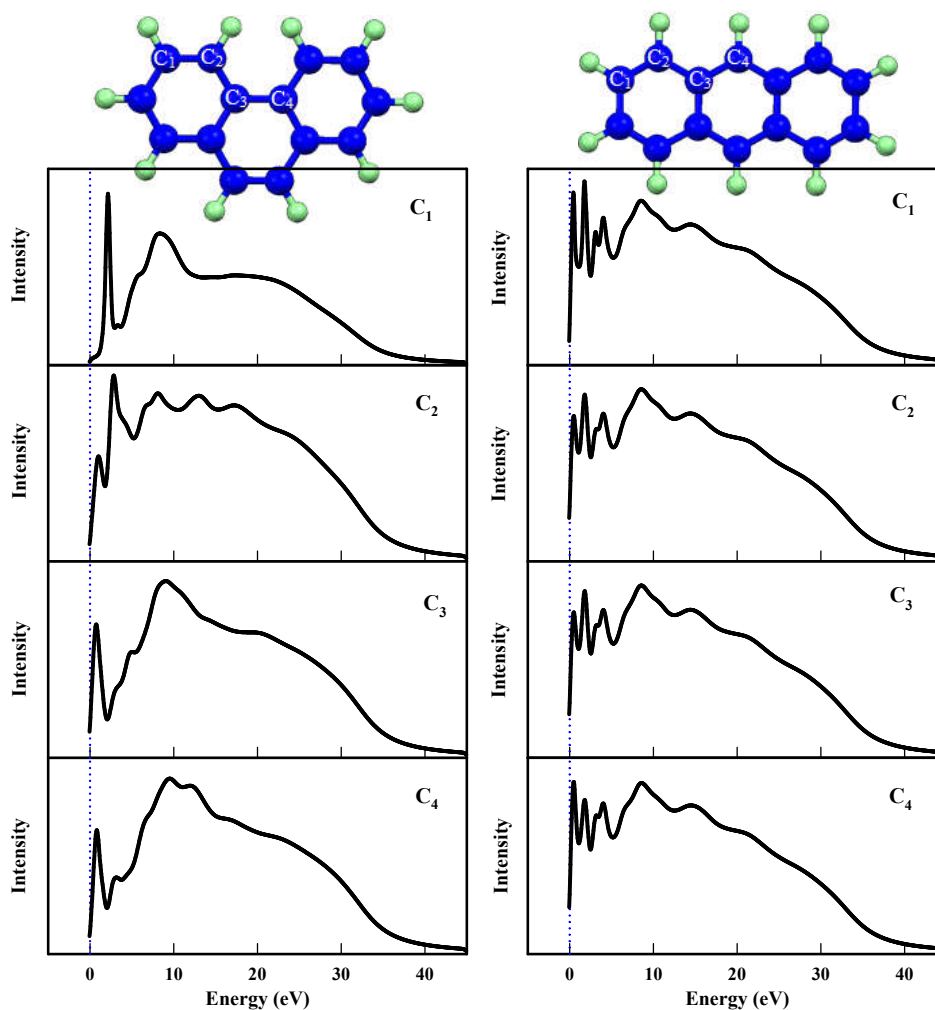 C1 C2 C3 C4
C1 C2 C3 C4
Intensity C₁
Intensity C₂
Intensity C₃
Intensity C₄
0 10 20 30 40
Energy (eV)
Intensity C₁
Intensity C₂
Intensity C₃
Intensity C₄
0 10 20 30 40
Energy (eV)